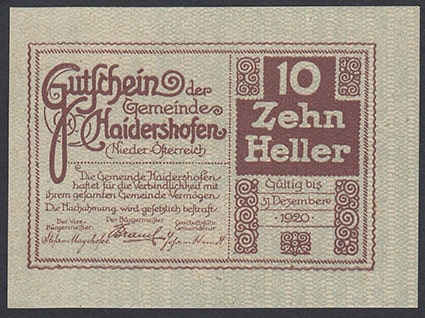 Gutschein der
Gemeinde
Haidershofen
Nieder-Österreich
Die Gemeinde Haidershofen
haftet für die Verbindlichkeit mit
ihrem gesamten Gemeinde Vermögen.
Die Nachahmung wird gesetzlich bestraft.
Der Vize-Bürgermeister
Der Bürgermeister
Geschäftsführ. Gemeinderat:
10
Zehn
Heller
Gültig bis
31. Dezember
1920